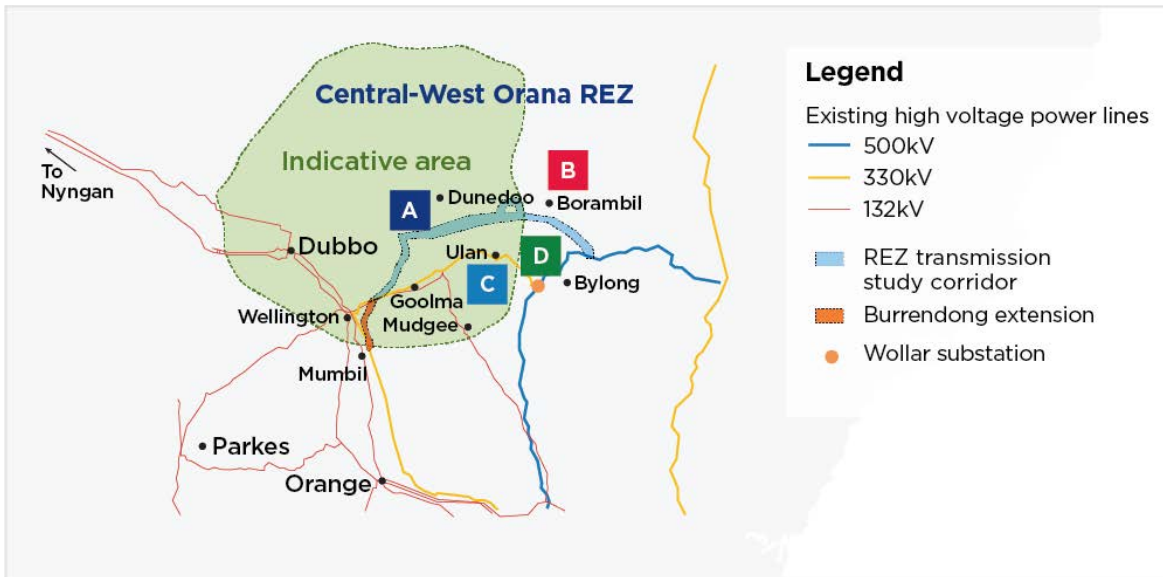 Central-West Orana REZ
Indicative area
To
Nyngan
A
Dunedoo
B
Borambil
Dubbo
Ulan
D
C
Bylong
Goolma
Wellington
Mudgee
Mumbil
Parkes
Orange
Legend
Existing high voltage power lines
500kV
330kV
132kV
REZ transmission
study corridor
Burrendong extension
Wollar substation